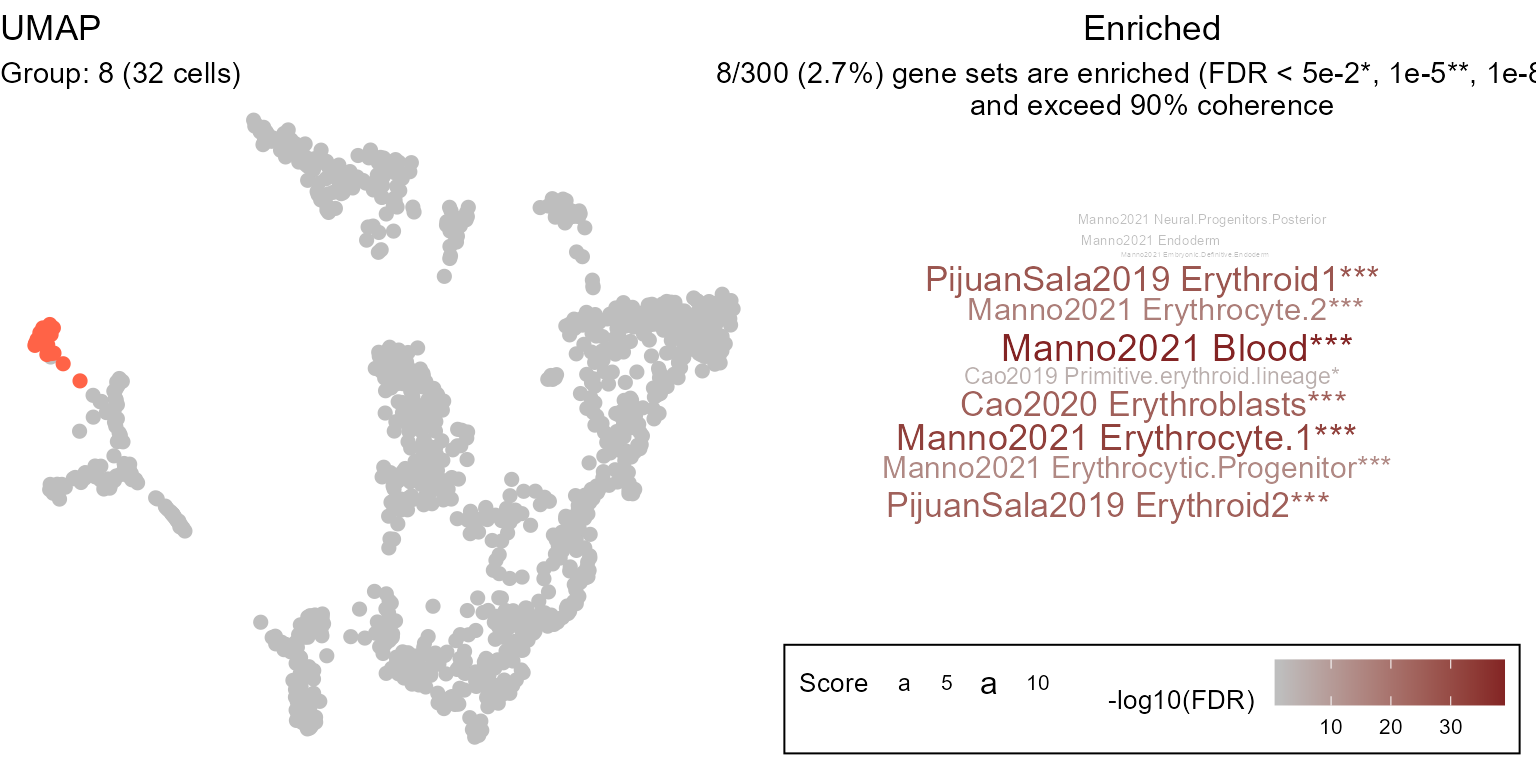 UMAP
Group: 8 (32 cells)
Enriched
8/300 (2.7%) gene sets are enriched (FDR < 5e-2*, 1e-5**, 1e-8
and exceed 90% coherence
Manno2021 Neural.Progenitors.Posterior
Manno2021 Endoderm
Manno2021 Embryonic.Definitive.Endoderm
PijuanSala2019 Erythroid1***
Manno2021 Erythrocyte.2***
Manno2021 Blood***
Cao2019 Primitive.erythroid.lineage*
Cao2020 Erythroblasts***
Manno2021 Erythrocyte.1***
Manno2021 Erythrocytic.Progenitor***
PijuanSala2019 Erythroid2***
Score a 5 a 10
-log10(FDR)
10 20 30